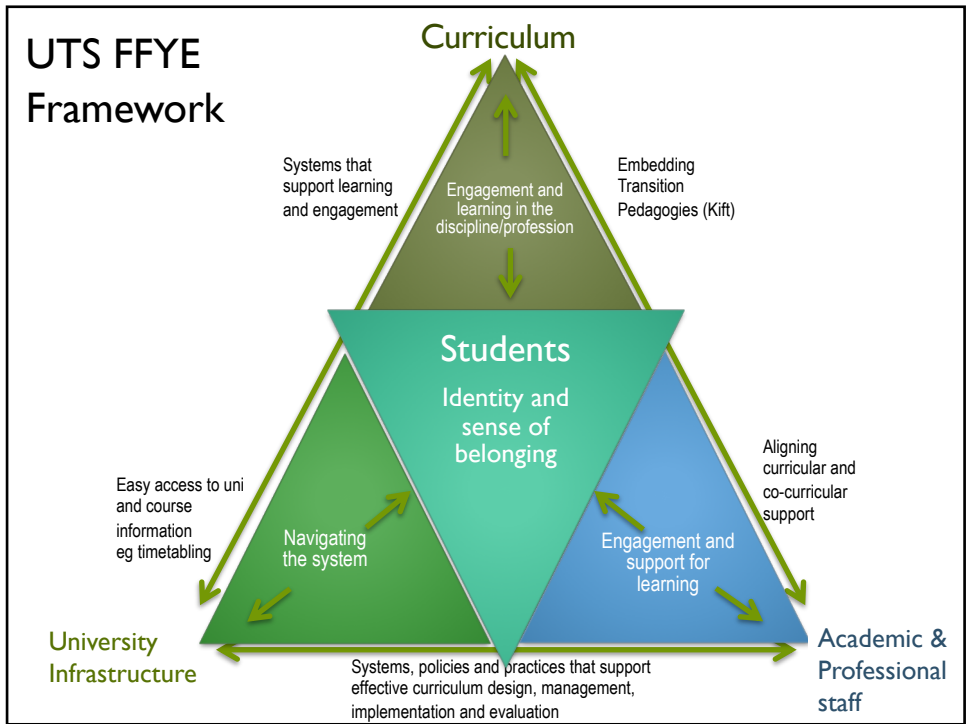 UTS FFYE
Framework
Curriculum
Systems that
support learning
and engagement
Embedding
Transition
Pedagogies (Kift)
Engagement and
learning in the
discipline/profession
Students
Identity and
sense of
belonging
Easy access to uni
and course
information
eg timetabling
Navigating
the system
Engagement and
support for
learning
Aligning
curricular and
co-curricular
support
University
Infrastructure
Systems, policies and practices that support
effective curriculum design, management,
implementation and evaluation
Academic &
Professional
staff